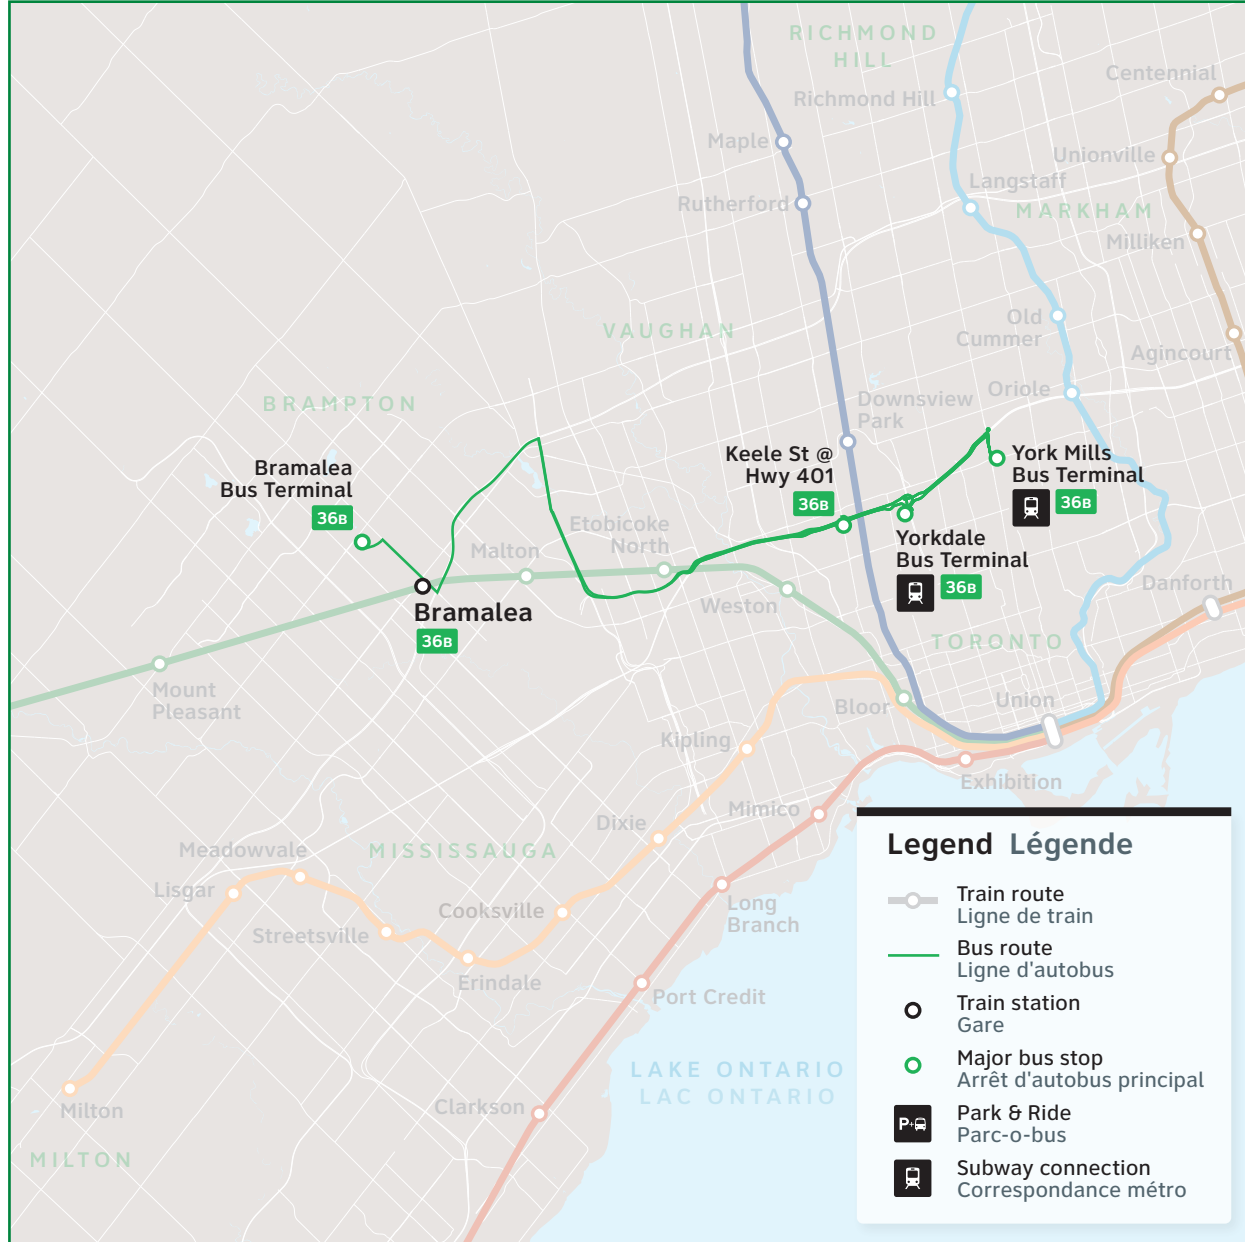 RICHMOND
HILL
Centennial
Richmond Hill
Maple
Unionville
Langstaff
Rutherford
MARKHAM
Milliken
Old
Cummer
VAUGHAN
Agincourt
Oriole
Downsview
Park
BRAMPTON
Keele St @
Hwy 401
36B
York Mills
Bus Terminal
36B
Bramalea
Bus Terminal
36B
Etobicoke
North
Malton
Yorkdale
Bus Terminal
36B
Bramalea
36B
Weston
Danforth
TORONTO
Mount
Pleasant
Bloor
Union
Kipling
Exhibition
Mimico
Dixie
MISSISSAUGA
Meadowvale
Lisgar
Cooksville
Long
Branch
Streetsville
Erindale
Port Credit
LAKE ONTARIO
LAC ONTARIO
Milton
Clarkson
MILTON
Legend Légende
Train route
Ligne de train
Bus route
Ligne d'autobus
Train station
Gare
Major bus stop
Arrêt d'autobus principal
P+
Park & Ride
Parc-o-bus
Subway connection
Correspondance métro